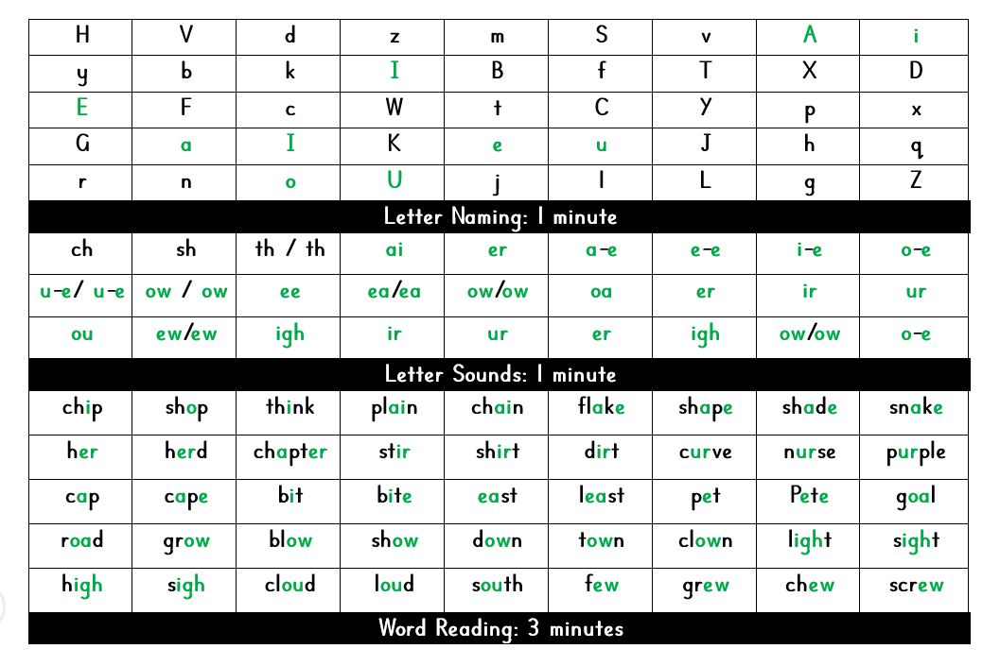 H V d z m S v A i
y b k I B f T X D
E F c W t C Y p x
G a I K e u J h q
r n o U j l L g Z
Letter Naming: 1 minute
ch sh th / th ai er a-e e-e i-e o-e
u-e/ u-e ow / ow ee ea/ea ow/ow oa er ir ur
ou ew/ew igh ir ur er igh ow/ow o-e
Letter Sounds: 1 minute
chip shop think plain chain flake shape shade snake
her herd chapter stir shirt dirt curve nurse purple
cap cape bit bite east least pet Pete goal
road grow blow show down town clown light sight
high sigh cloud loud south few grew chew screw
Word Reading: 3 minutes